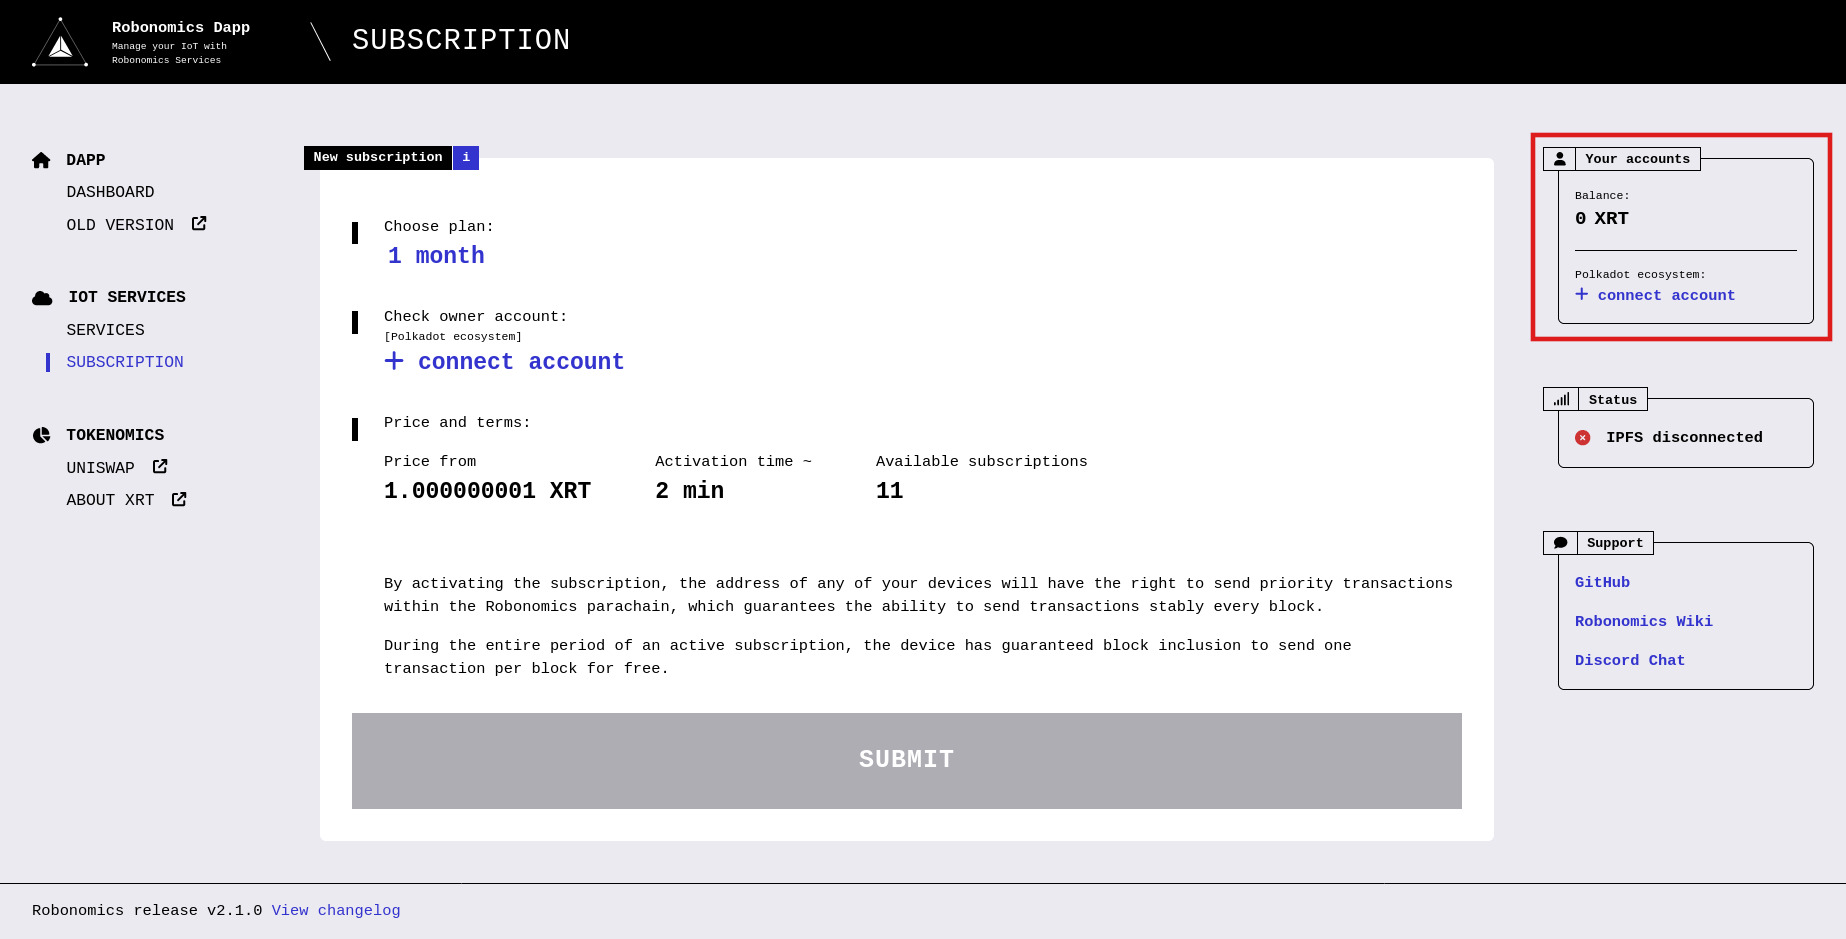 Robonomics Dapp
Manage your IoT with
Robonomics Services
SUBSCRIPTION
DAPP
DASHBOARD
OLD VERSION
IOT SERVICES
SERVICES
SUBSCRIPTION
TOKENOMICS
UNISWAP
ABOUT XRT
New subscription i
Choose plan:
1 month
Check owner account:
[Polkadot ecosystem]
+ connect account
Price and terms:
Price from
1.000000001 XRT
Activation time ~
2 min
Available subscriptions
11
By activating the subscription, the address of any of your devices will have the right to send priority transactions
within the Robonomics parachain, which guarantees the ability to send transactions stably every block.
During the entire period of an active subscription, the device has guaranteed block inclusion to send one
transaction per block for free.
SUBMIT
Your accounts
Balance:
0 XRT
Polkadot ecosystem:
+ connect account
Status
IPFS disconnected
Support
GitHub
Robonomics Wiki
Discord Chat
Robonomics release v2.1.0 View changelog